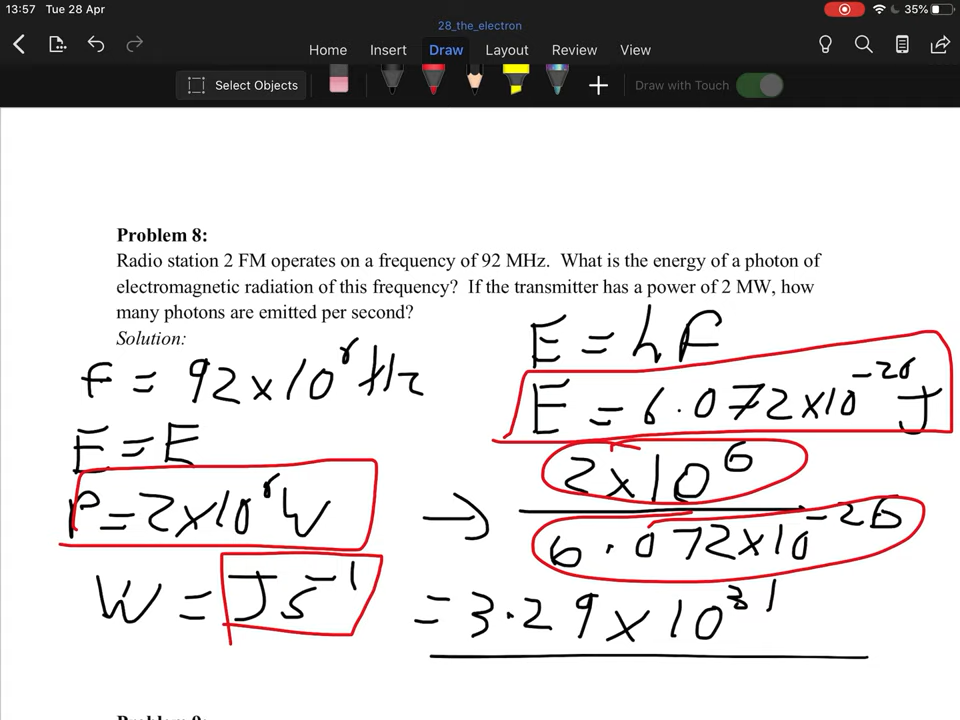 13:57 Tue 28 Apr
35%
28_the_electron
Home Insert Draw Layout Review View
Select Objects
Draw with Touch
Problem 8:
Radio station 2 FM operates on a frequency of 92 MHz. What is the energy of a photon of
electromagnetic radiation of this frequency? If the transmitter has a power of 2 MW, how
many photons are emitted per second?
Solution:
F = 92 x 10⁶ Hz
E = E
P = 2 x 10⁶ W
W = J s⁻¹
E = h F
E = 6.072 x 10⁻²⁶ J
→ 2 x 10⁶
6.072 x 10⁻²⁶
= 3.29 x 10³¹
Problem 9: